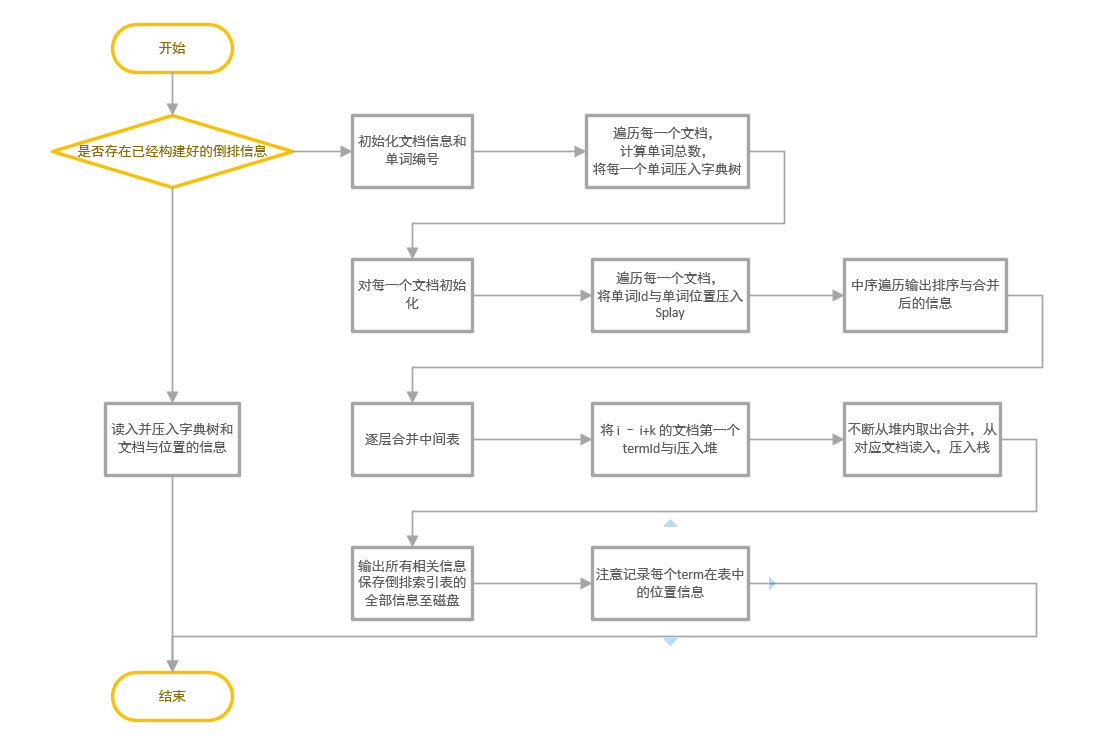 开始
是否存在已经构建好的倒排信息
初始化文档信息和
单词编号
遍历每一个文档，
计算单词总数，
将每一个单词压入字典树
对每一个文档初始
化
遍历每一个文档，
将单词Id与单词位置压入
Splay
中序遍历输出排序与合并
后的信息
读入并压入字典树和
文档与位置的信息
逐层合并中间表
将 i – i+k 的文档第一个
termId与i压入堆
不断从堆内取出合并，从
对应文档读入，压入栈
输出所有相关信息
保存倒排索引表的
全部信息至磁盘
注意记录每个term在表中
的位置信息
结束